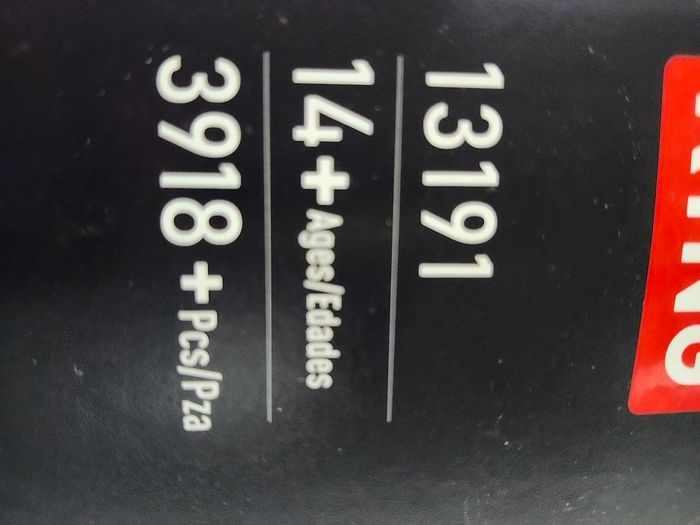 13191
14+ Ages/Edades
3918 + Pcs/Pza